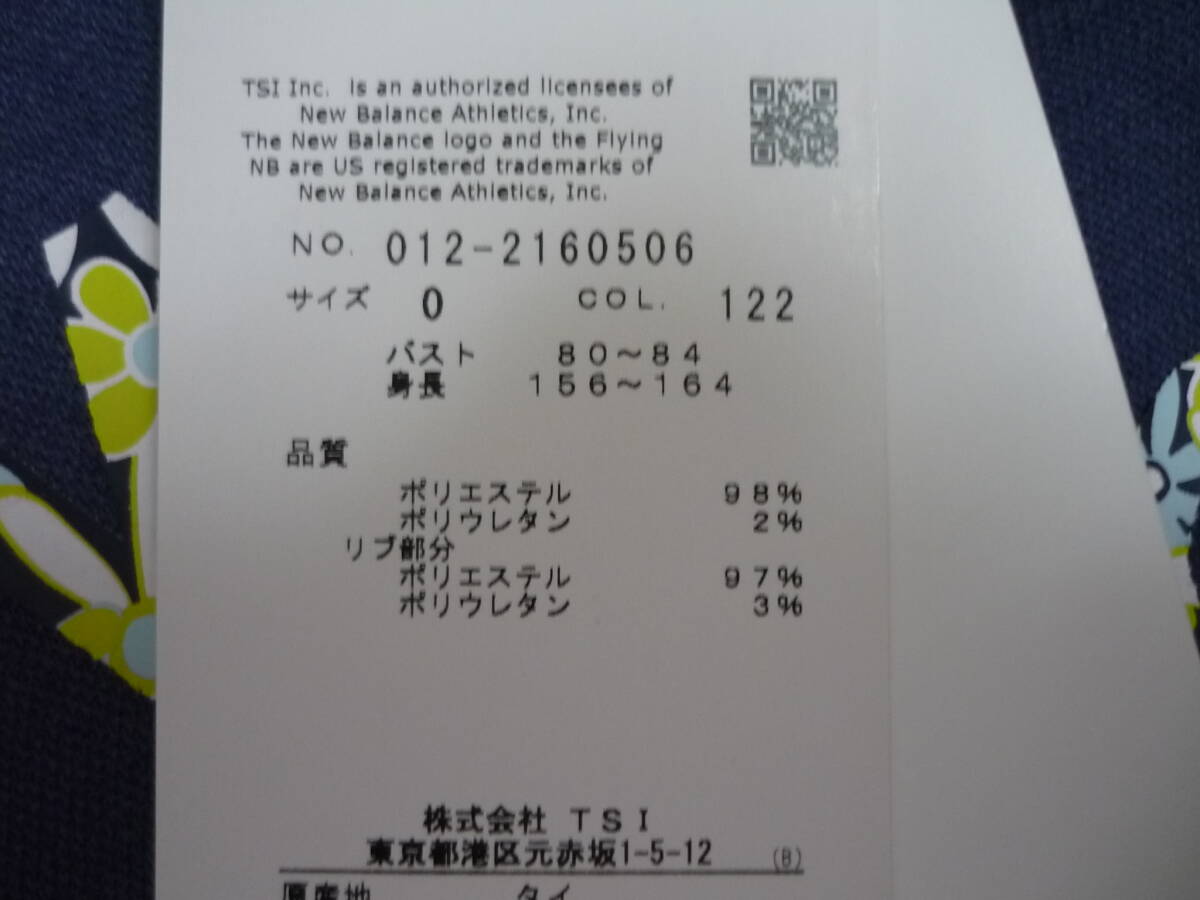 TSI Inc. is an authorized licensees of
New Balance Athletics, Inc.
The New Balance logo and the Flying
NB are US registered trademarks of
New Balance Athletics, Inc.
NO. 012-2160506
サイズ 0 COL. 122
バスト 80～84
身長 156～164
品質
ポリエステル 98%
ポリウレタン 2%
リブ部分
ポリエステル 97%
ポリウレタン 3%
株式会社 TSI
東京都港区元赤坂1-5-12 (B)
原産地 タイ